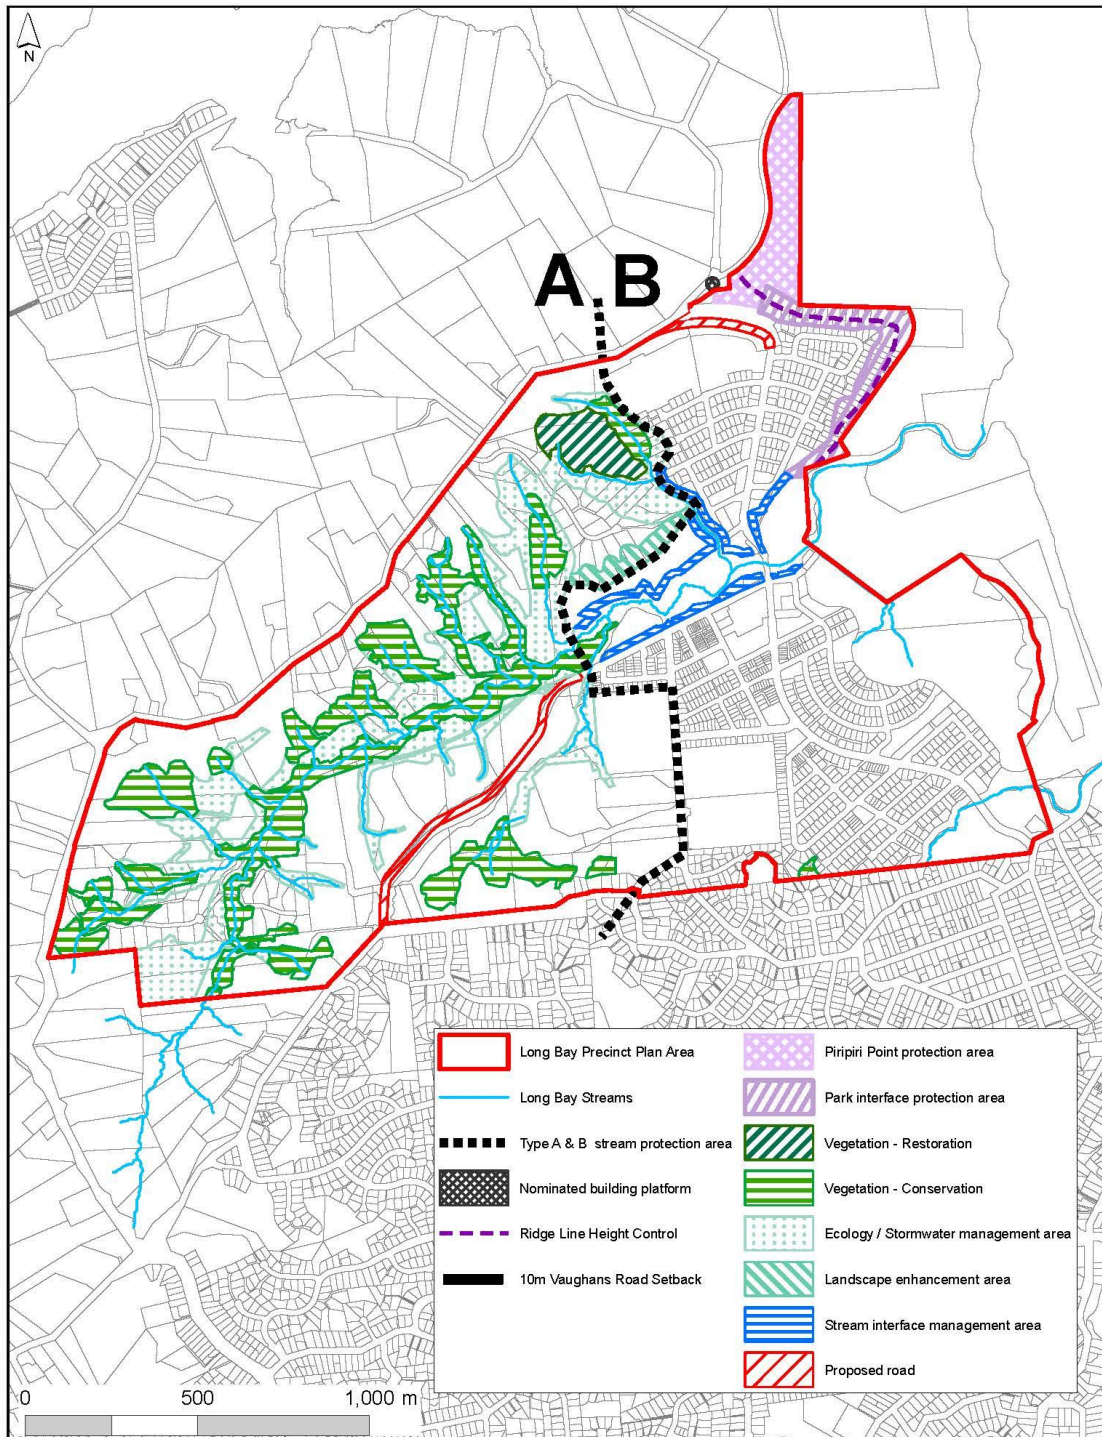 N
A B
Long Bay Precinct Plan Area
Long Bay Streams
Type A & B stream protection area
Nominated building platform
Ridge Line Height Control
10m Vaughans Road Setback
Piripiri Point protection area
Park interface protection area
Vegetation - Restoration
Vegetation - Conservation
Ecology / Stormwater management area
Landscape enhancement area
Stream interface management area
Proposed road
0 500 1,000 m